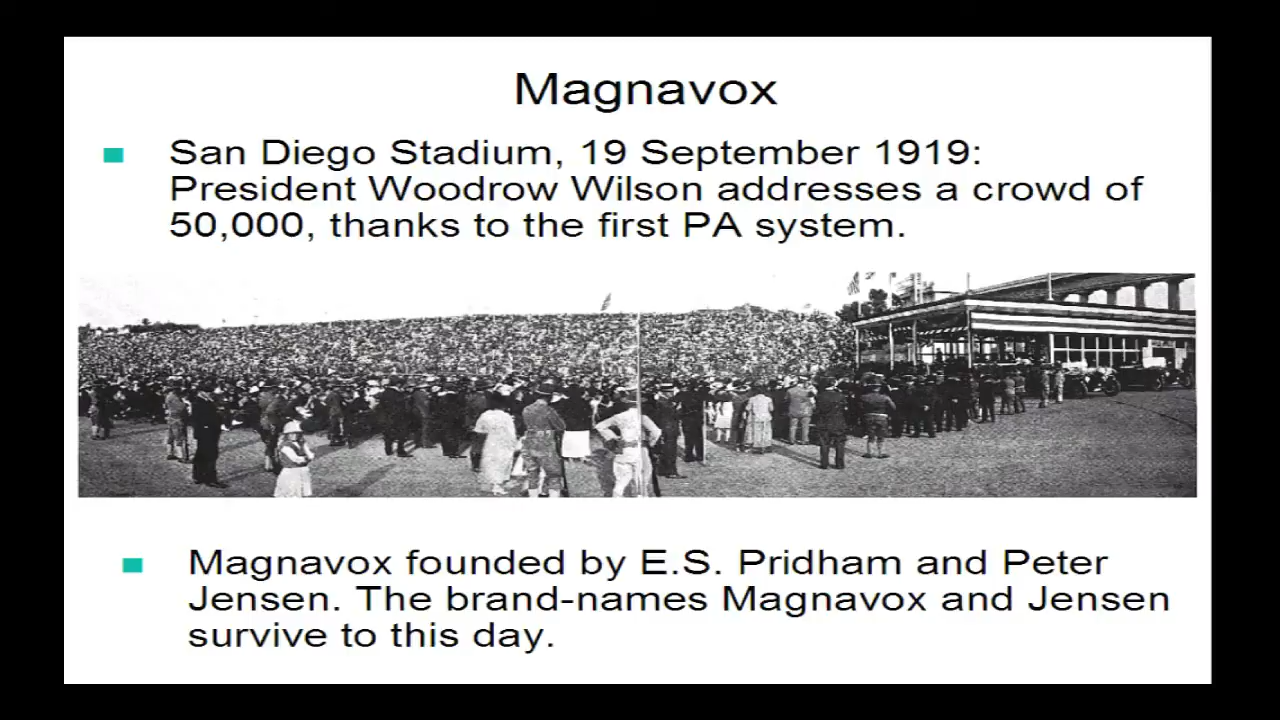 Magnavox
San Diego Stadium, 19 September 1919:
President Woodrow Wilson addresses a crowd of
50,000, thanks to the first PA system.
Magnavox founded by E.S. Pridham and Peter
Jensen. The brand-names Magnavox and Jensen
survive to this day.